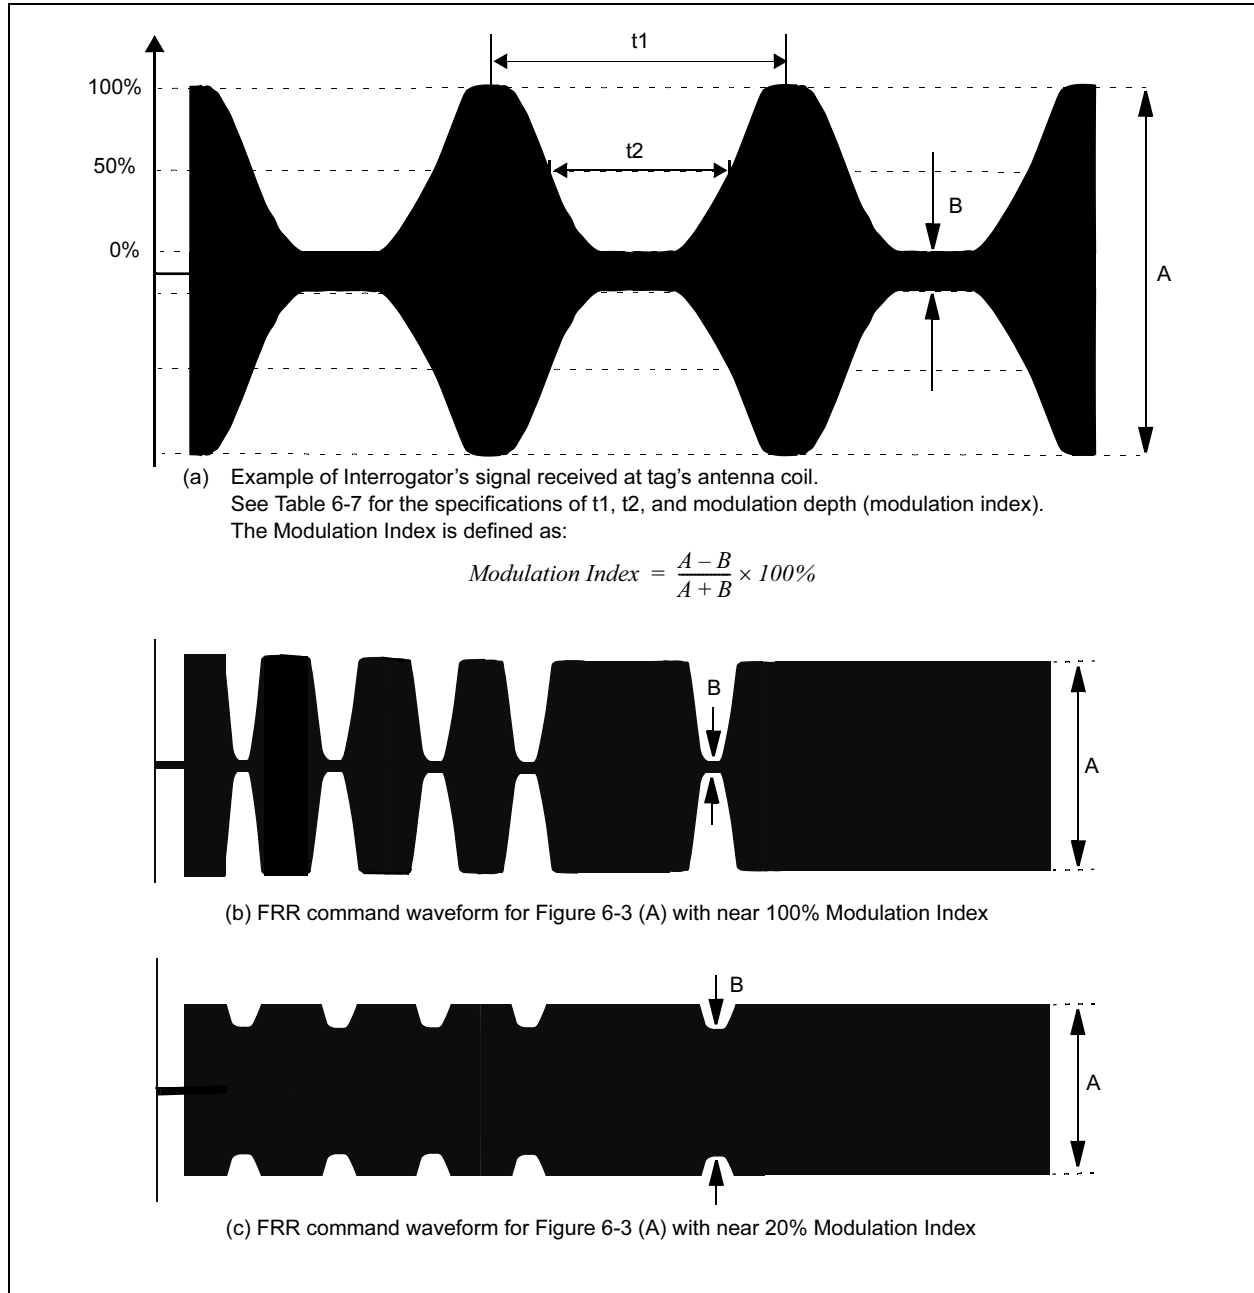 t1
100%
t2
50%
B
0%
A
(a) Example of Interrogator's signal received at tag's antenna coil.
See Table 6-7 for the specifications of t1, t2, and modulation depth (modulation index).
The Modulation Index is defined as:
Modulation Index = A – B / A + B × 100%
B
A
(b) FRR command waveform for Figure 6-3 (A) with near 100% Modulation Index
B
A
(c) FRR command waveform for Figure 6-3 (A) with near 20% Modulation Index